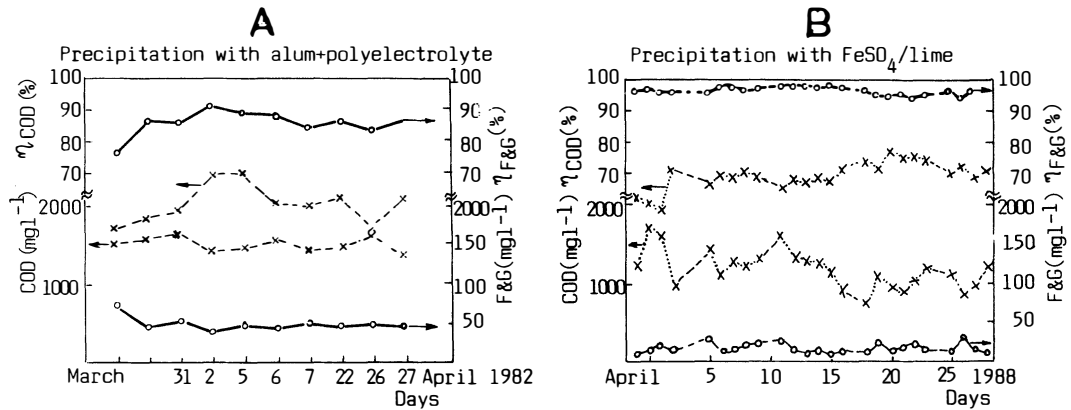 A
B
Precipitation with alum+polyelectrolyte
Precipitation with FeSO4/lime
100
90
80
70
2000
1000
ηCOD (%)
COD (mgl-1)
100
90
80
70
200
150
100
50
ηF&G (%)
F&G (mgl-1)
March 31 2 5 6 7 22 26 27 April 1982
Days
100
90
80
70
2000
1000
ηCOD (%)
COD (mgl-1)
100
90
80
70
2000
150
100
50
ηF&G (%)
F&G (mgl-1)
April 5 10 15 20 25 1988
Days